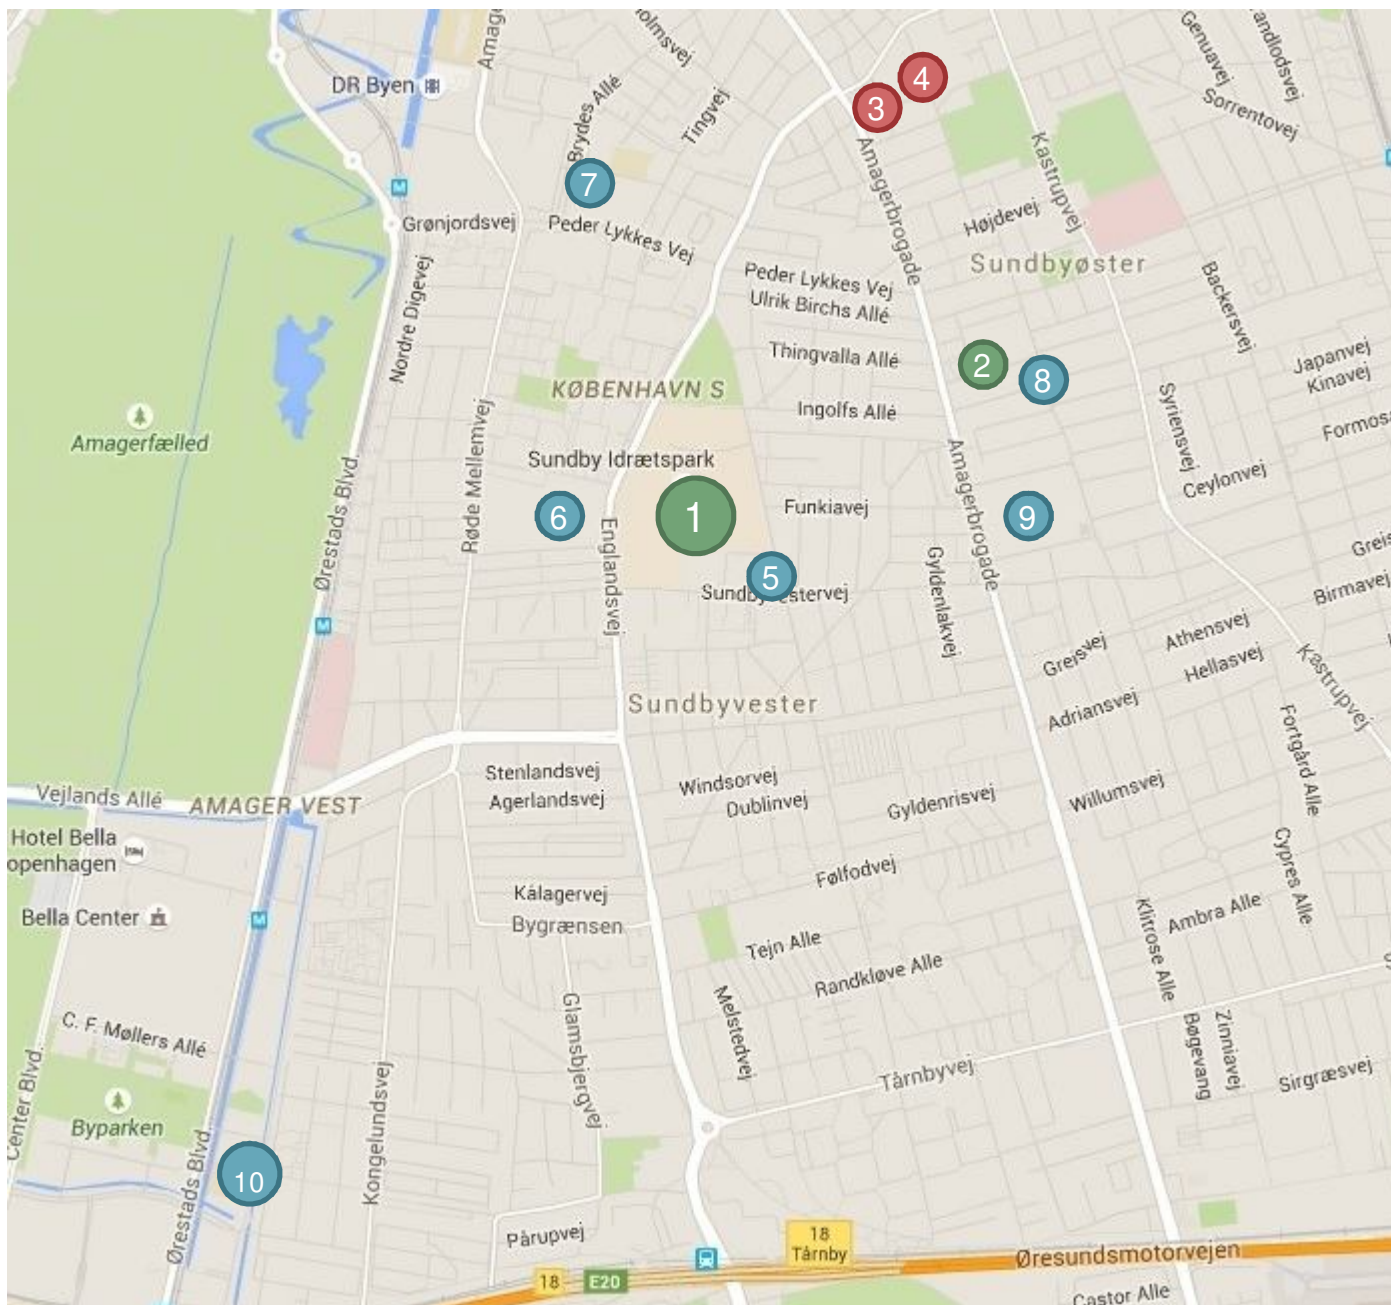 olmsvej
Genuavej
andlodsvej
Amage
DR Byen
4
3
Sorrentovej
Brydes Allé
Tingvej
Amagerbrogade
Kastrupvej
M
7
Grønjordsvej
Peder Lykkes Vej
Højdevej
Sundbyøster
Nordre Digevej
Peder Lykkes Vej
Ulrik Birchs Allé
Backersvej
Thingvalla Allé
2
8
Japanvej
Kinavej
KØBENHAVN S
Ingolfs Allé
Syriensvej
Formosa
Amagerfælled
Røde Mellemvej
Sundby Idrætspark
Amagerbrogade
Ceylonvej
Ørestads Blvd.
6
1
Funkiavej
9
Englandsvej
Greis
5
Gyldenlakvej
Sundbyvestervej
Birmavej
M
Greisvej
Athensvej
Hellasvej
Kastrupvej
Sundbyvester
Adriansvej
Fortgård Alle
Stenlandsvej
Agerlandsvej
Windsorvej
Dublinvej
Gyldenrisvej
Willumsvej
Vejlands Allé
AMAGER VEST
Hotel Bella
openhagen
Cypres Alle
Følfodvej
Kålagervej
Bella Center
M
Bygrænsen
Klitrose Alle
Ambra Alle
Tejn Alle
Randkløve Alle
Melstedvej
Glamsbjergvej
C. F. Møllers Allé
Bøgevang
Zinniavej
Kongelundsvej
Tårnbyvej
Sirgræsvej
Center Blvd.
Byparken
Ørestads Blvd.
10
Pårupvej
18
Tårnby
Øresundsmotorvejen
18
E20
Castor Alle